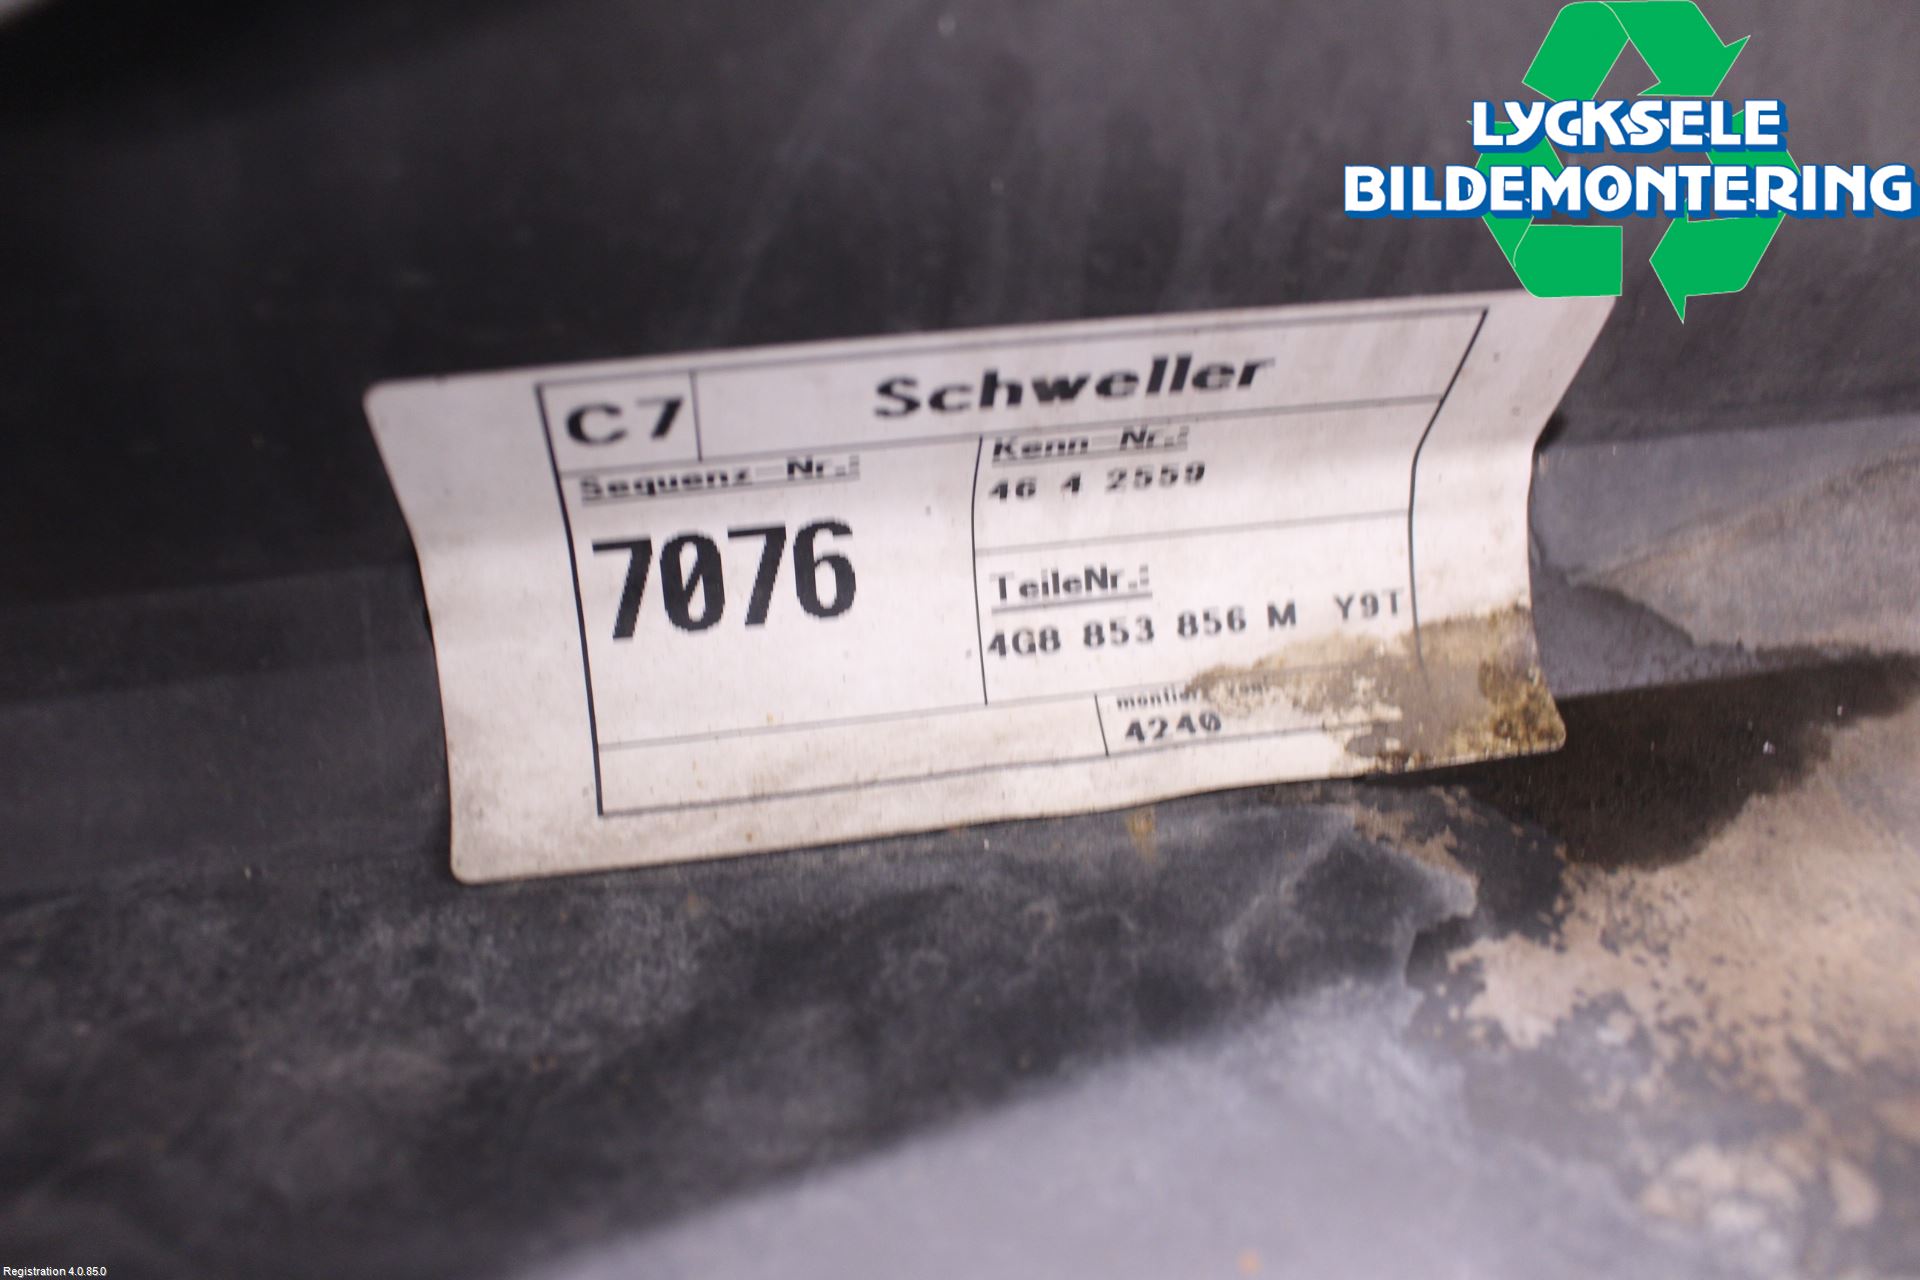 LYCKSELE
BILDEMONTERING
C7 Schweller
Sequenz-Nr.: Kenn-Nr.:
46 4 2559
7076
TeileNr.:
4G8 853 856 M Y9T
4240
Registration 4.0.85.0